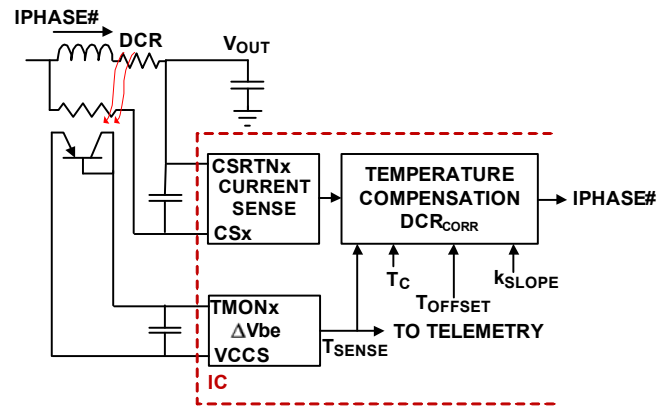 IPHASE#
DCR
VOUT
CSRTNx
CURRENT
SENSE
CSx
TEMPERATURE
COMPENSATION
DCRCORR
IPHASE#
TC
TOFFSET
kSLOPE
TMONx
ΔVbe
VCCS
TSENSE
TO TELEMETRY
IC